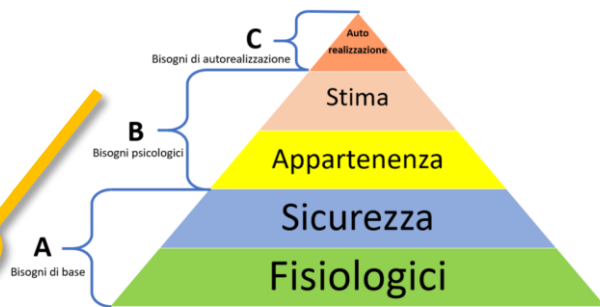 C
Bisogni di autorealizzazione
Auto
realizzazione
Stima
B
Bisogni psicologici
Appartenenza
Sicurezza
A
Bisogni di base
Fisiologici